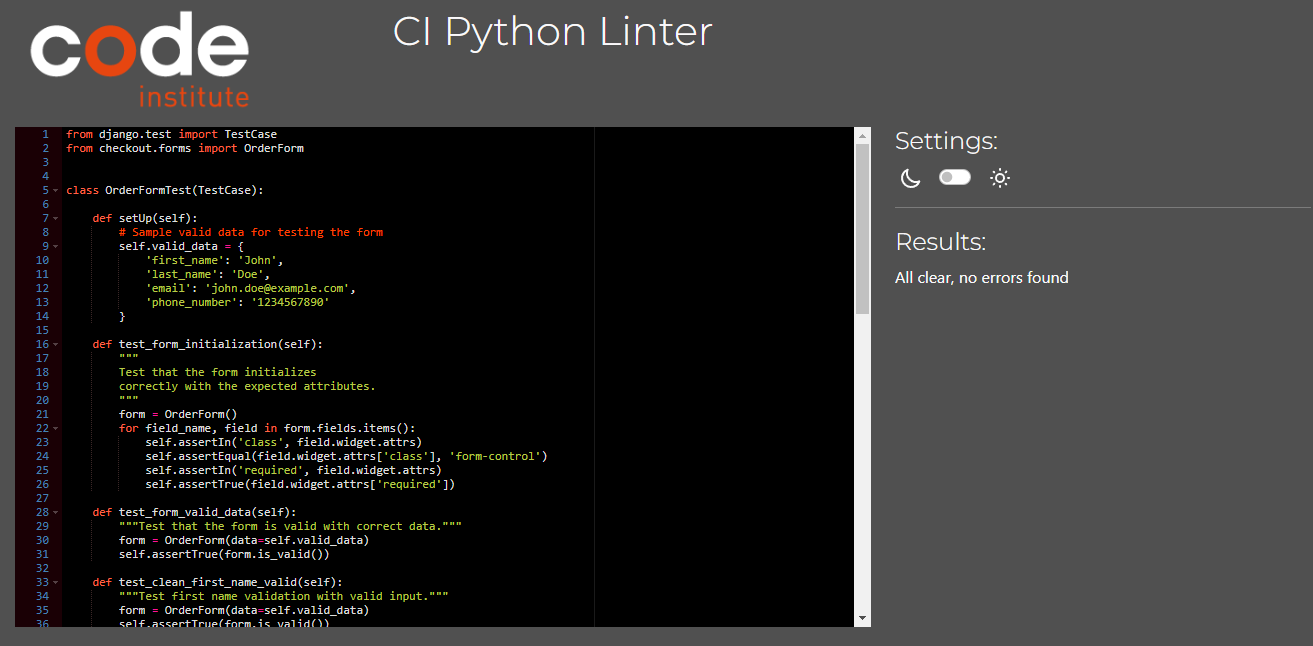 code
institute
CI Python Linter
1 from django.test import TestCase
2 from checkout.forms import OrderForm
3
4
5 class OrderFormTest(TestCase):
6
7     def setUp(self):
8         # Sample valid data for testing the form
9         self.valid_data = {
10             'first_name': 'John',
11             'last_name': 'Doe',
12             'email': 'john.doe@example.com',
13             'phone_number': '1234567890'
14         }
15
16     def test_form_initialization(self):
17         """
18         Test that the form initializes
19         correctly with the expected attributes.
20         """
21         form = OrderForm()
22         for field_name, field in form.fields.items():
23             self.assertIn('class', field.widget.attrs)
24             self.assertEqual(field.widget.attrs['class'], 'form-control')
25             self.assertIn('required', field.widget.attrs)
26             self.assertTrue(field.widget.attrs['required'])
27
28     def test_form_valid_data(self):
29         """Test that the form is valid with correct data."""
30         form = OrderForm(data=self.valid_data)
31         self.assertTrue(form.is_valid())
32
33     def test_clean_first_name_valid(self):
34         """Test first name validation with valid input."""
35         form = OrderForm(data=self.valid_data)
36         self.assertTrue(form.is_valid())
Settings:
Results:
All clear, no errors found